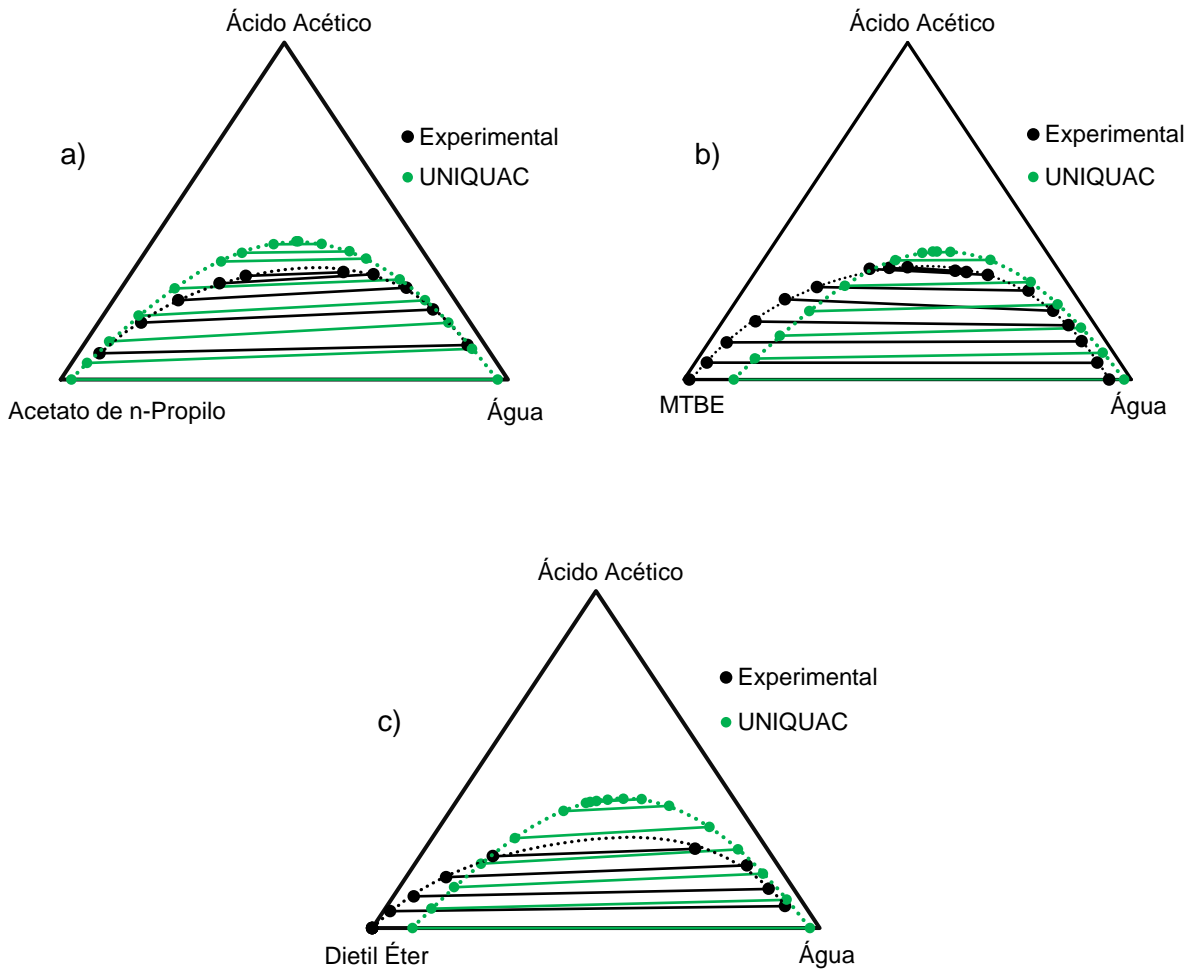 Ácido Acético
Experimental
UNIQUAC
a)
Acetato de n-Propilo
Água
Ácido Acético
Experimental
UNIQUAC
b)
MTBE
Água
Ácido Acético
Experimental
UNIQUAC
c)
Dietil Éter
Água